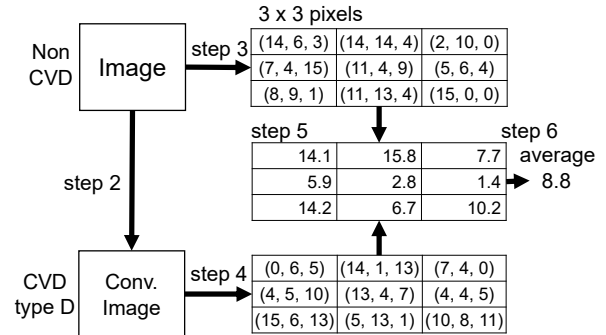 3 x 3 pixels
Non CVD
Image
step 3
(14, 6, 3) (14, 14, 4) (2, 10, 0)
(7, 4, 15) (11, 4, 9) (5, 6, 4)
(8, 9, 1) (11, 13, 4) (15, 0, 0)
step 2
step 5
14.1 15.8 7.7
5.9 2.8 1.4
14.2 6.7 10.2
step 6
average
8.8
CVD
type D
Conv.
Image
step 4
(0, 6, 5) (14, 1, 13) (7, 4, 0)
(4, 5, 10) (13, 4, 7) (4, 4, 5)
(15, 6, 13) (5, 13, 1) (10, 8, 11)